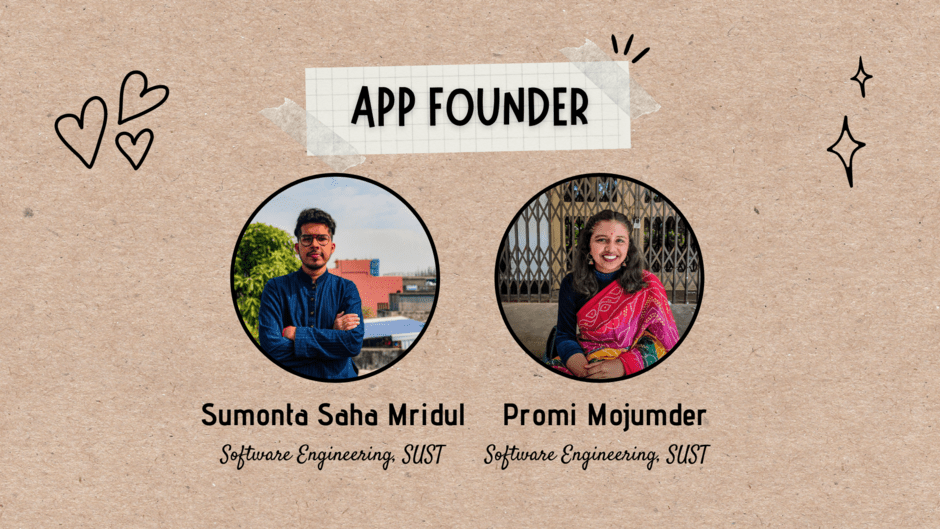 APP FOUNDER
Sumonta Saha Mridul
Software Engineering, SUST
Promi Mojumder
Software Engineering, SUST